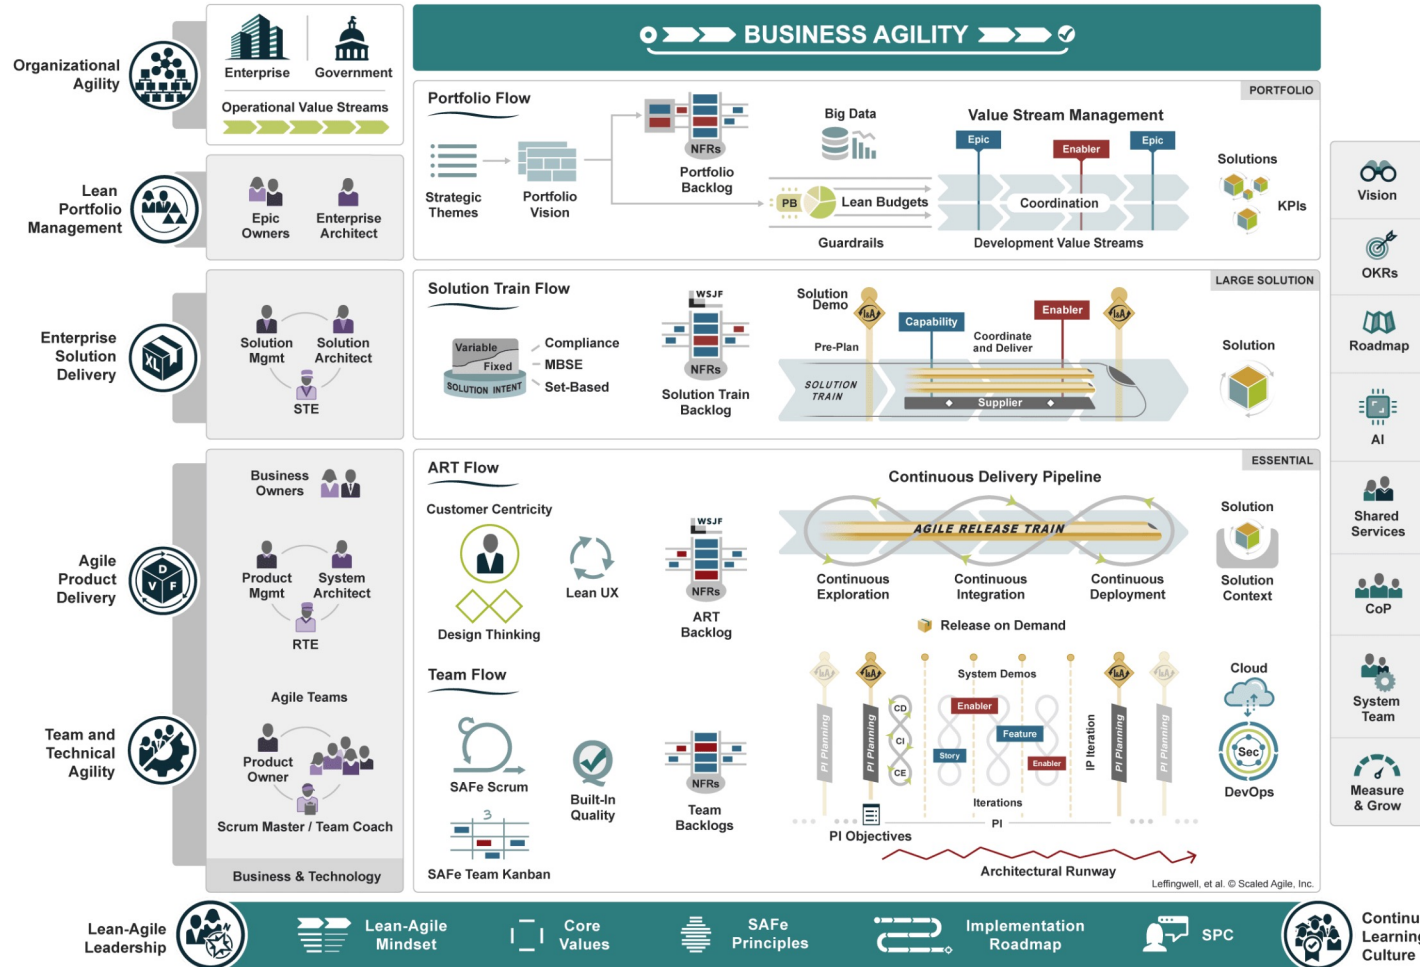 BUSINESS AGILITY
Organizational
Agility
Enterprise
Government
Operational Value Streams
Lean
Portfolio
Management
Epic
Owners
Enterprise
Architect
Portfolio Flow
PORTFOLIO
Strategic
Themes
Portfolio
Vision
NFRs
Portfolio
Backlog
Big Data
PB
Lean Budgets
Guardrails
Value Stream Management
Epic
Enabler
Epic
Coordination
Development Value Streams
Solutions
KPIs
Enterprise
Solution
Delivery
XL
Solution
Mgmt
Solution
Architect
STE
Solution Train Flow
LARGE SOLUTION
Variable
Fixed
SOLUTION INTENT
Compliance
MBSE
Set-Based
WSJF
NFRs
Solution Train
Backlog
Solution
Demo
I&A
Pre-Plan
Capability
Coordinate
and Deliver
Enabler
I&A
SOLUTION
TRAIN
Supplier
Solution
Agile
Product
Delivery
D
V
F
Business
Owners
Product
Mgmt
System
Architect
RTE
ART Flow
ESSENTIAL
Customer Centricity
Lean UX
Design Thinking
WSJF
NFRs
ART
Backlog
Continuous Delivery Pipeline
AGILE RELEASE TRAIN
Continuous
Exploration
Continuous
Integration
Continuous
Deployment
Release on Demand
Solution
Solution
Context
Team and
Technical
Agility
Agile Teams
Product
Owner
Scrum Master / Team Coach
Business & Technology
Team Flow
SAFe Scrum
3
SAFe Team Kanban
Built-In
Quality
NFRs
Team
Backlogs
I&A
PI Planning
I&A
PI Planning
CD
CI
CE
System Demos
Enabler
Feature
Story
Enabler
Iterations
IP Iteration
I&A
PI Planning
I&A
PI Planning
PI Objectives
PI
Architectural Runway
Cloud
Sec
DevOps
Leffingwell, et al. © Scaled Agile, Inc.
Vision
OKRs
Roadmap
AI
Shared
Services
CoP
System
Team
Measure
& Grow
Lean-Agile
Leadership
Lean-Agile
Mindset
Core
Values
SAFe
Principles
Implementation
Roadmap
SPC
Continu
Learning
Culture